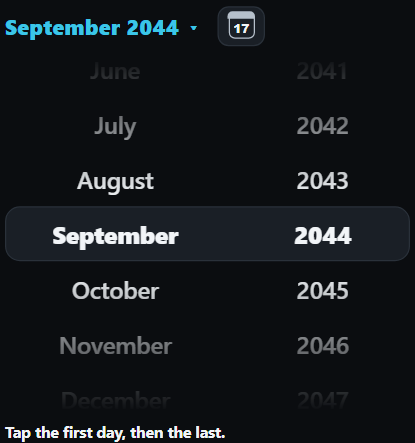 September 2044
17
June 2041
July 2042
August 2043
September 2044
October 2045
November 2046
December 2047
Tap the first day, then the last.